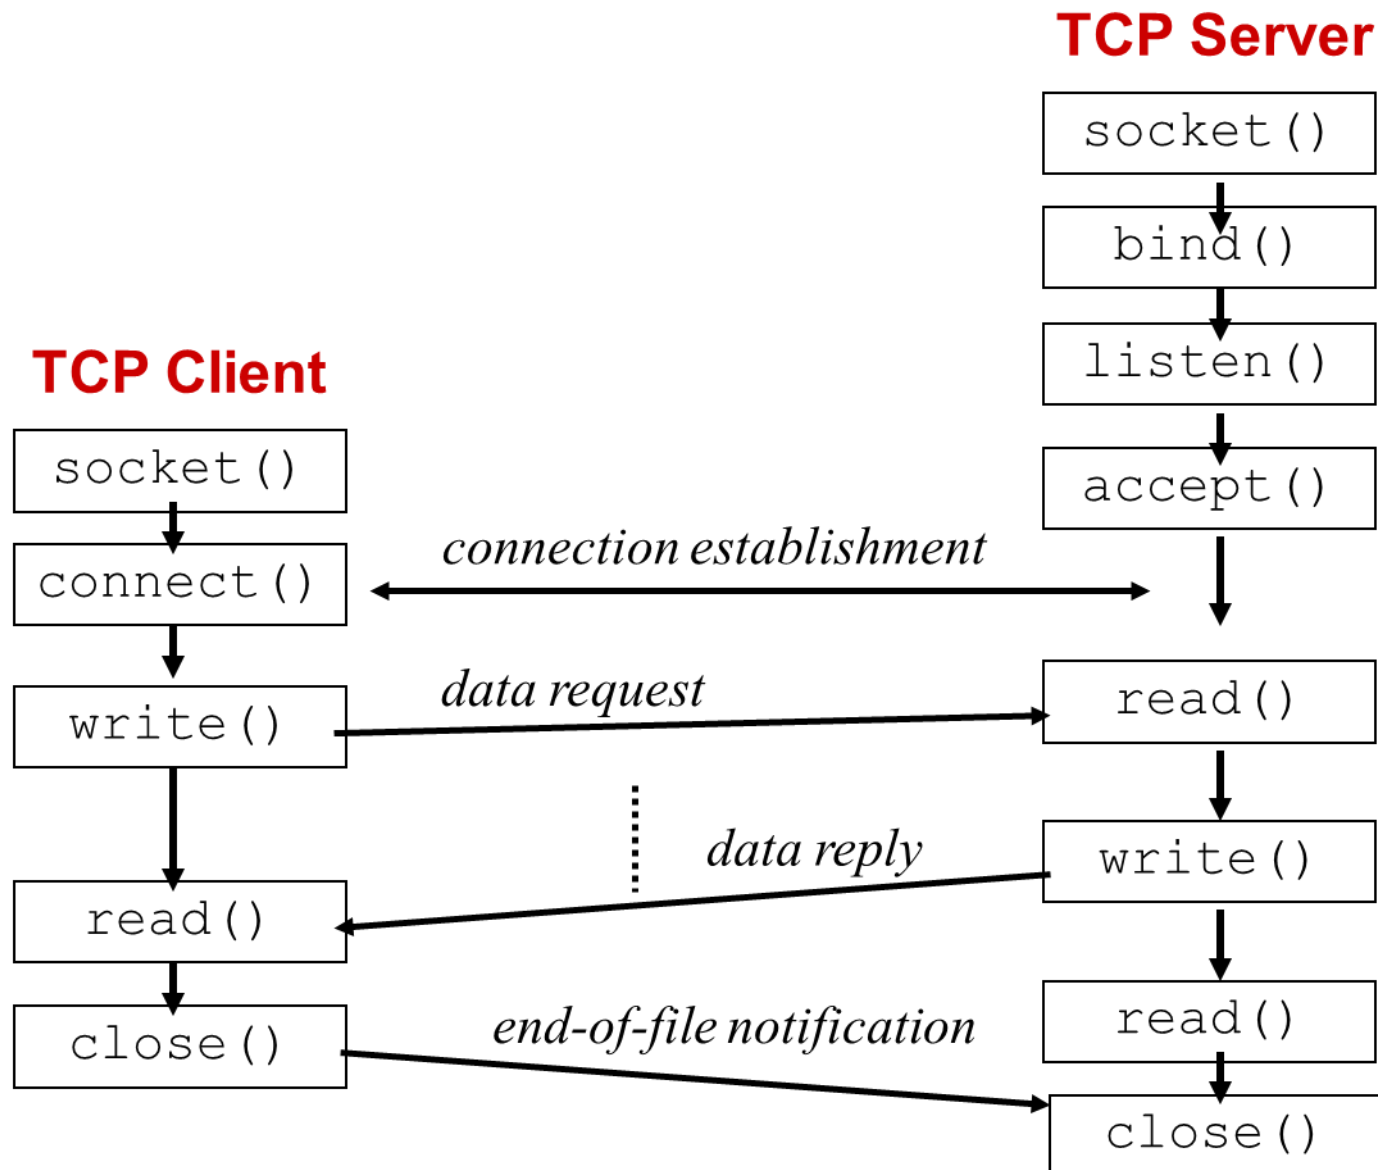 TCP Server
socket()
bind()
listen()
accept()
TCP Client
socket()
connect()
connection establishment
write()
data request
read()
data reply
write()
read()
read()
close()
end-of-file notification
close()